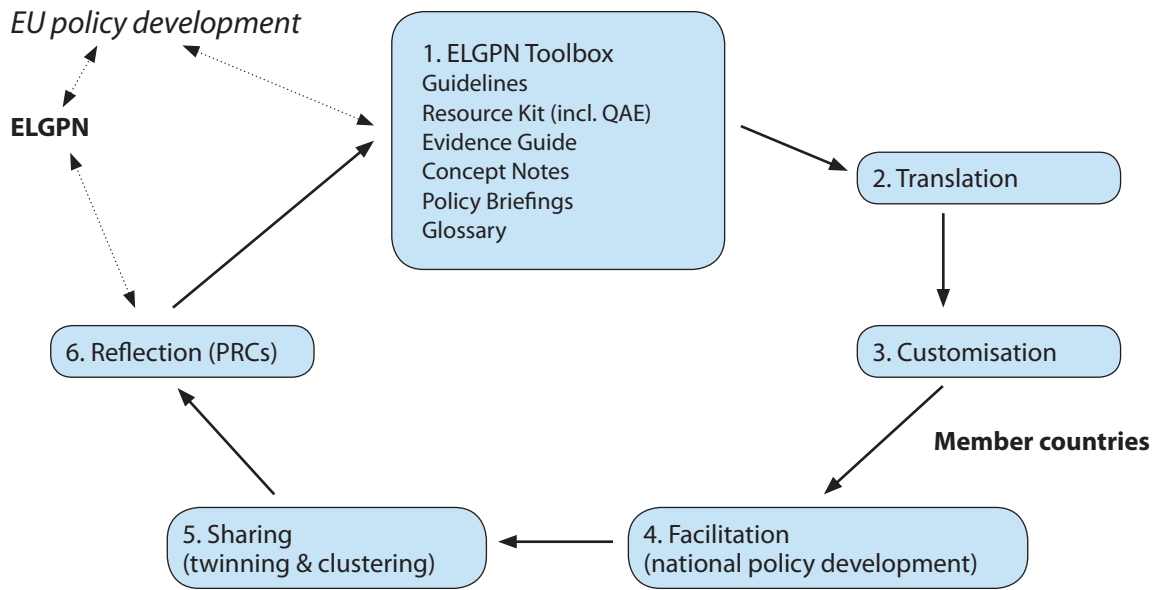 EU policy development
ELGPN
1. ELGPN Toolbox
Guidelines
Resource Kit (incl. QAE)
Evidence Guide
Concept Notes
Policy Briefings
Glossary
2. Translation
3. Customisation
Member countries
4. Facilitation
(national policy development)
5. Sharing
(twinning & clustering)
6. Reflection (PRCs)